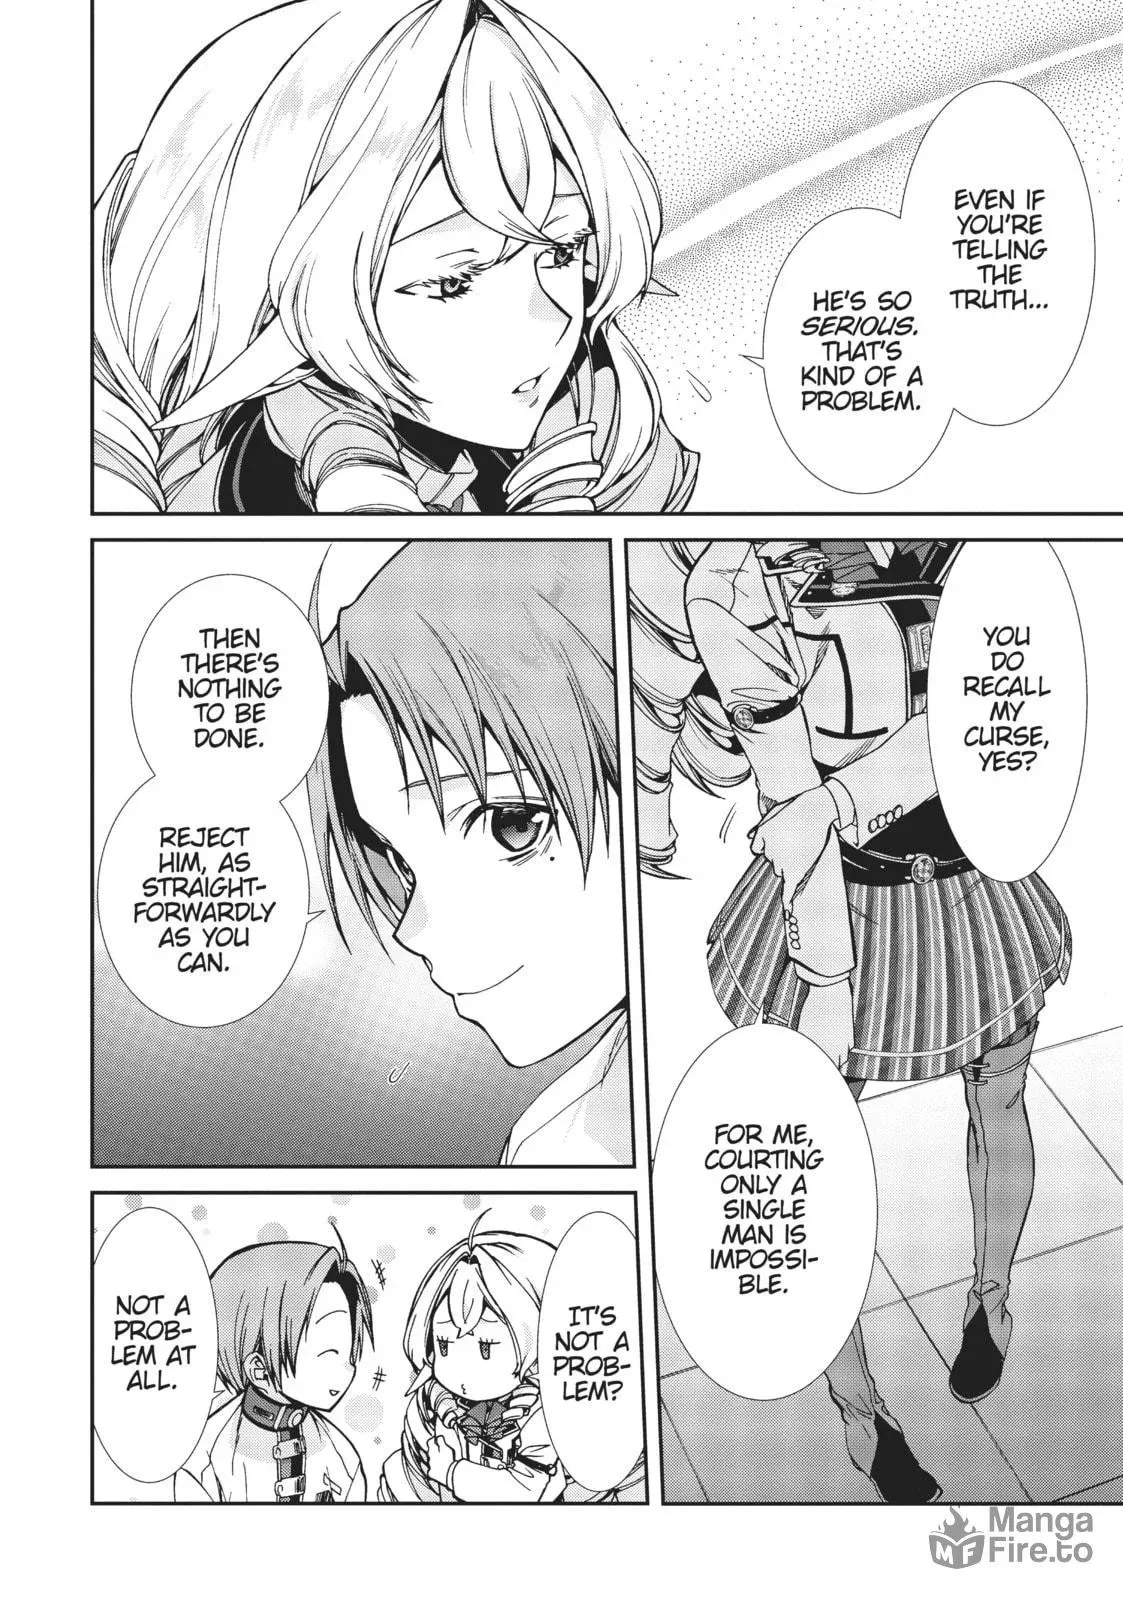 EVEN IF
YOU'RE
TELLING
THE
TRUTH...
HE'S SO
SERIOUS.
THAT'S
KIND OF A
PROBLEM.
YOU
DO
RECALL
MY
CURSE,
YES?
FOR ME,
COURTING
ONLY A
SINGLE
MAN IS
IMPOSSI-
BLE.
THEN
THERE'S
NOTHING
TO BE
DONE.
REJECT
HIM, AS
STRAIGHT-
FORWARDLY
AS YOU
CAN.
IT'S
NOT A
PROB-
LEM?
NOT A
PROB-
LEM AT
ALL.
MF
Manga
Fire.to